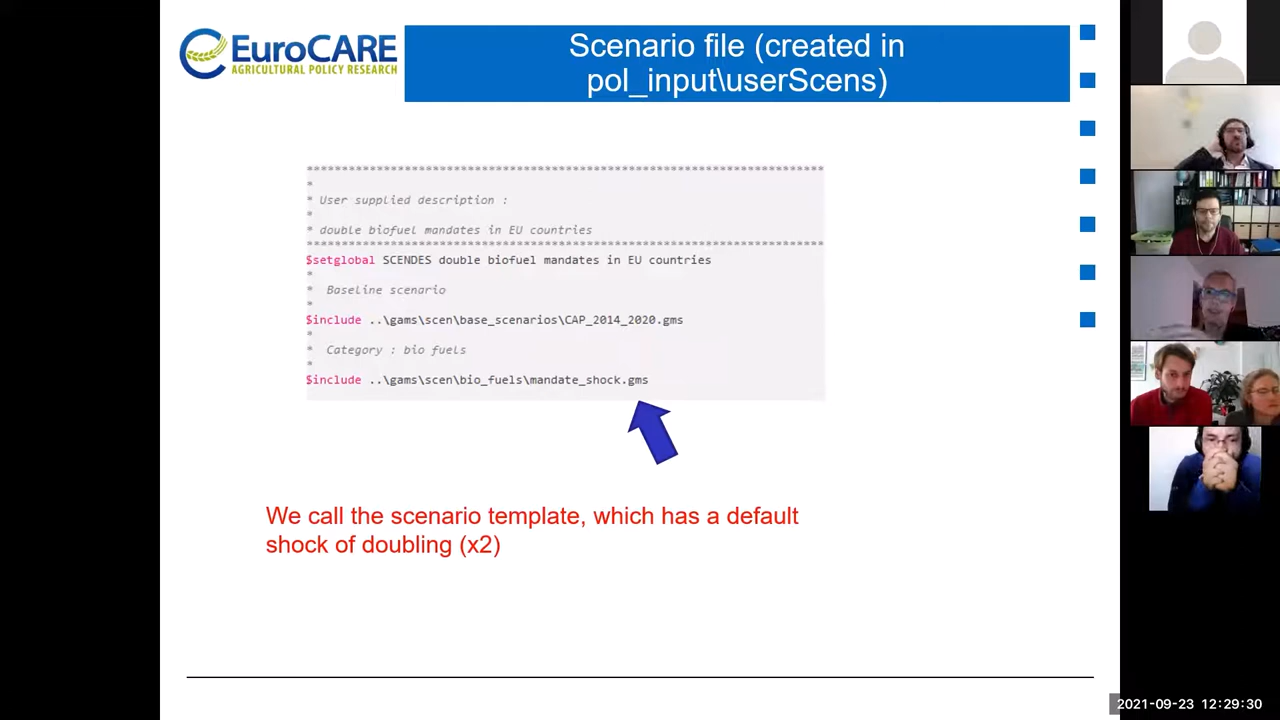 EuroCARE
AGRICULTURAL POLICY RESEARCH
Scenario file (created in
pol_input\userScens)
***************************************************************************
*
* User supplied description :
*
* double biofuel mandates in EU countries
***************************************************************************
$setglobal SCENDES double biofuel mandates in EU countries
*
* Baseline scenario
*
$include ..\gams\scen\base_scenarios\CAP_2014_2020.gms
*
* Category : bio fuels
*
$include ..\gams\scen\bio_fuels\mandate_shock.gms
We call the scenario template, which has a default
shock of doubling (x2)
2021-09-23 12:29:30